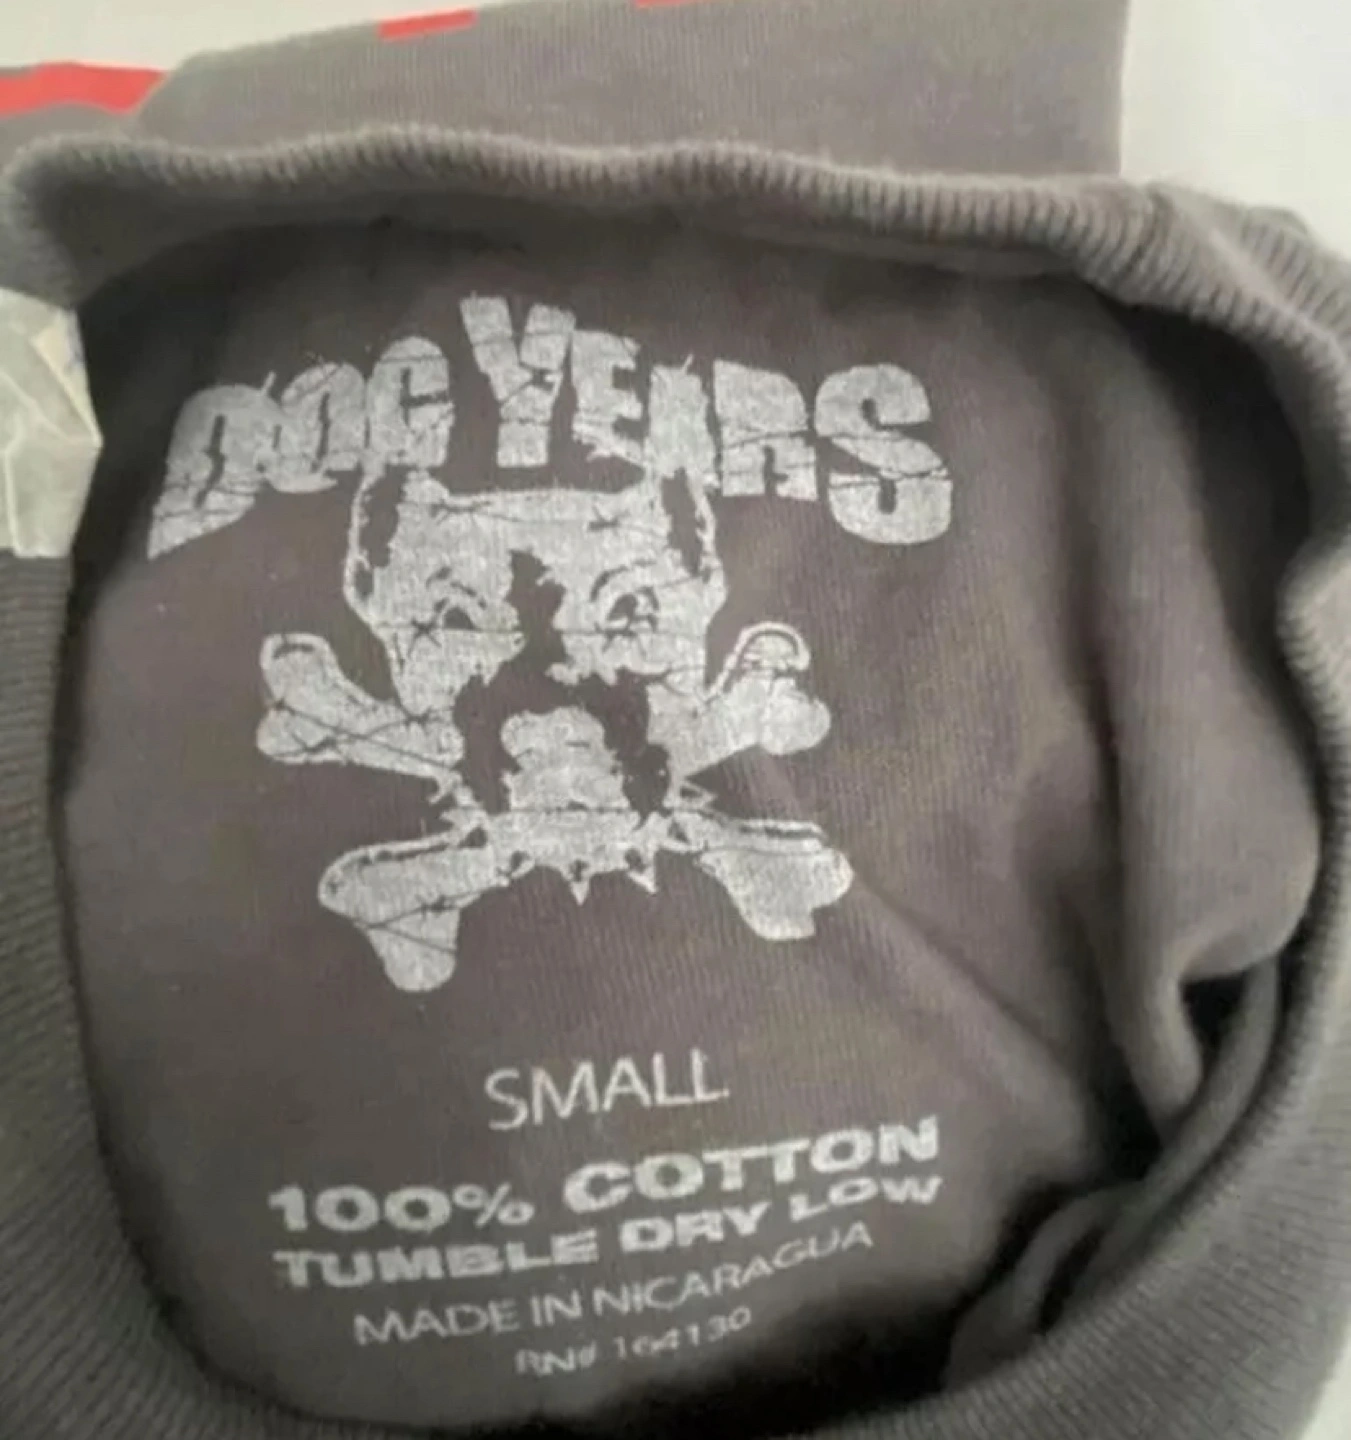 DOG YEARS
SMALL
100% COTTON
TUMBLE DRY LOW
MADE IN NICARAGUA
RN# 164130